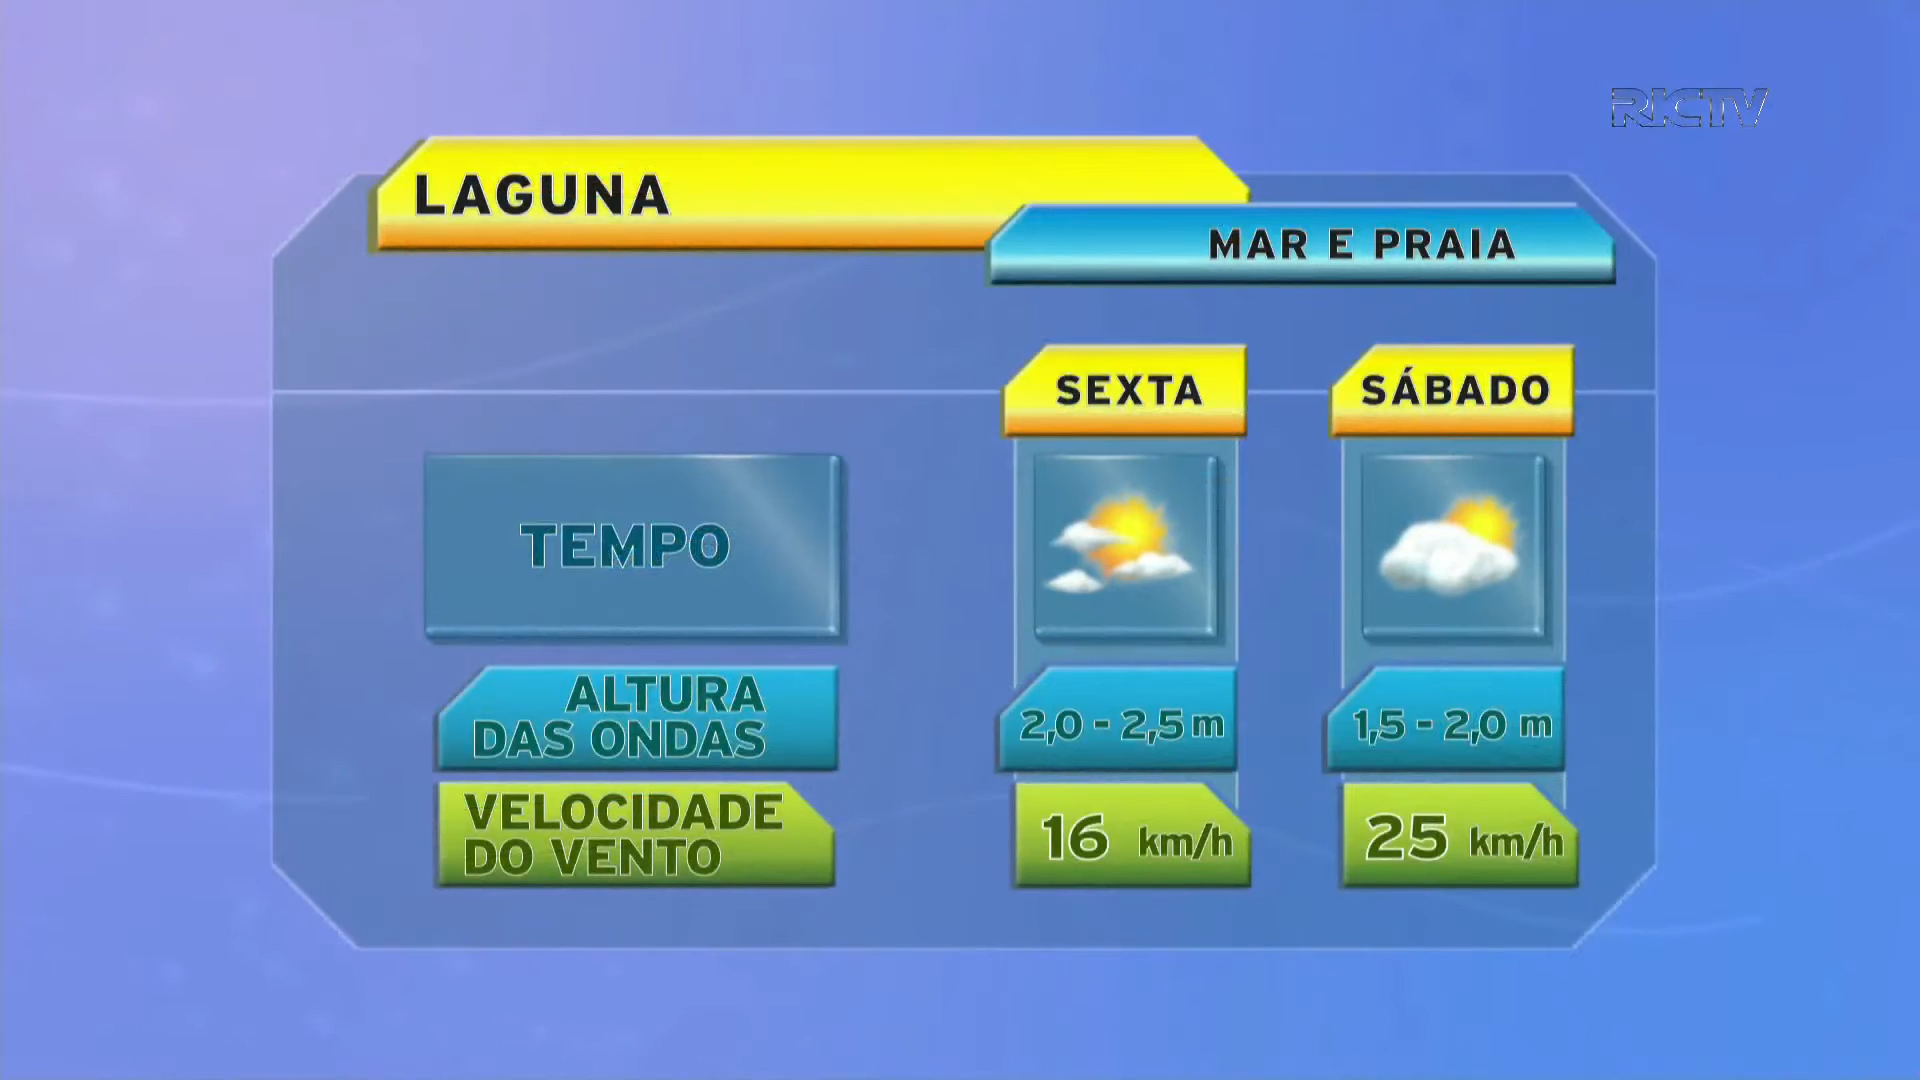 RICTV
LAGUNA
MAR E PRAIA
SEXTA
SÁBADO
TEMPO
ALTURA
DAS ONDAS
2,0 - 2,5 m
1,5 - 2,0 m
VELOCIDADE
DO VENTO
16 km/h
25 km/h